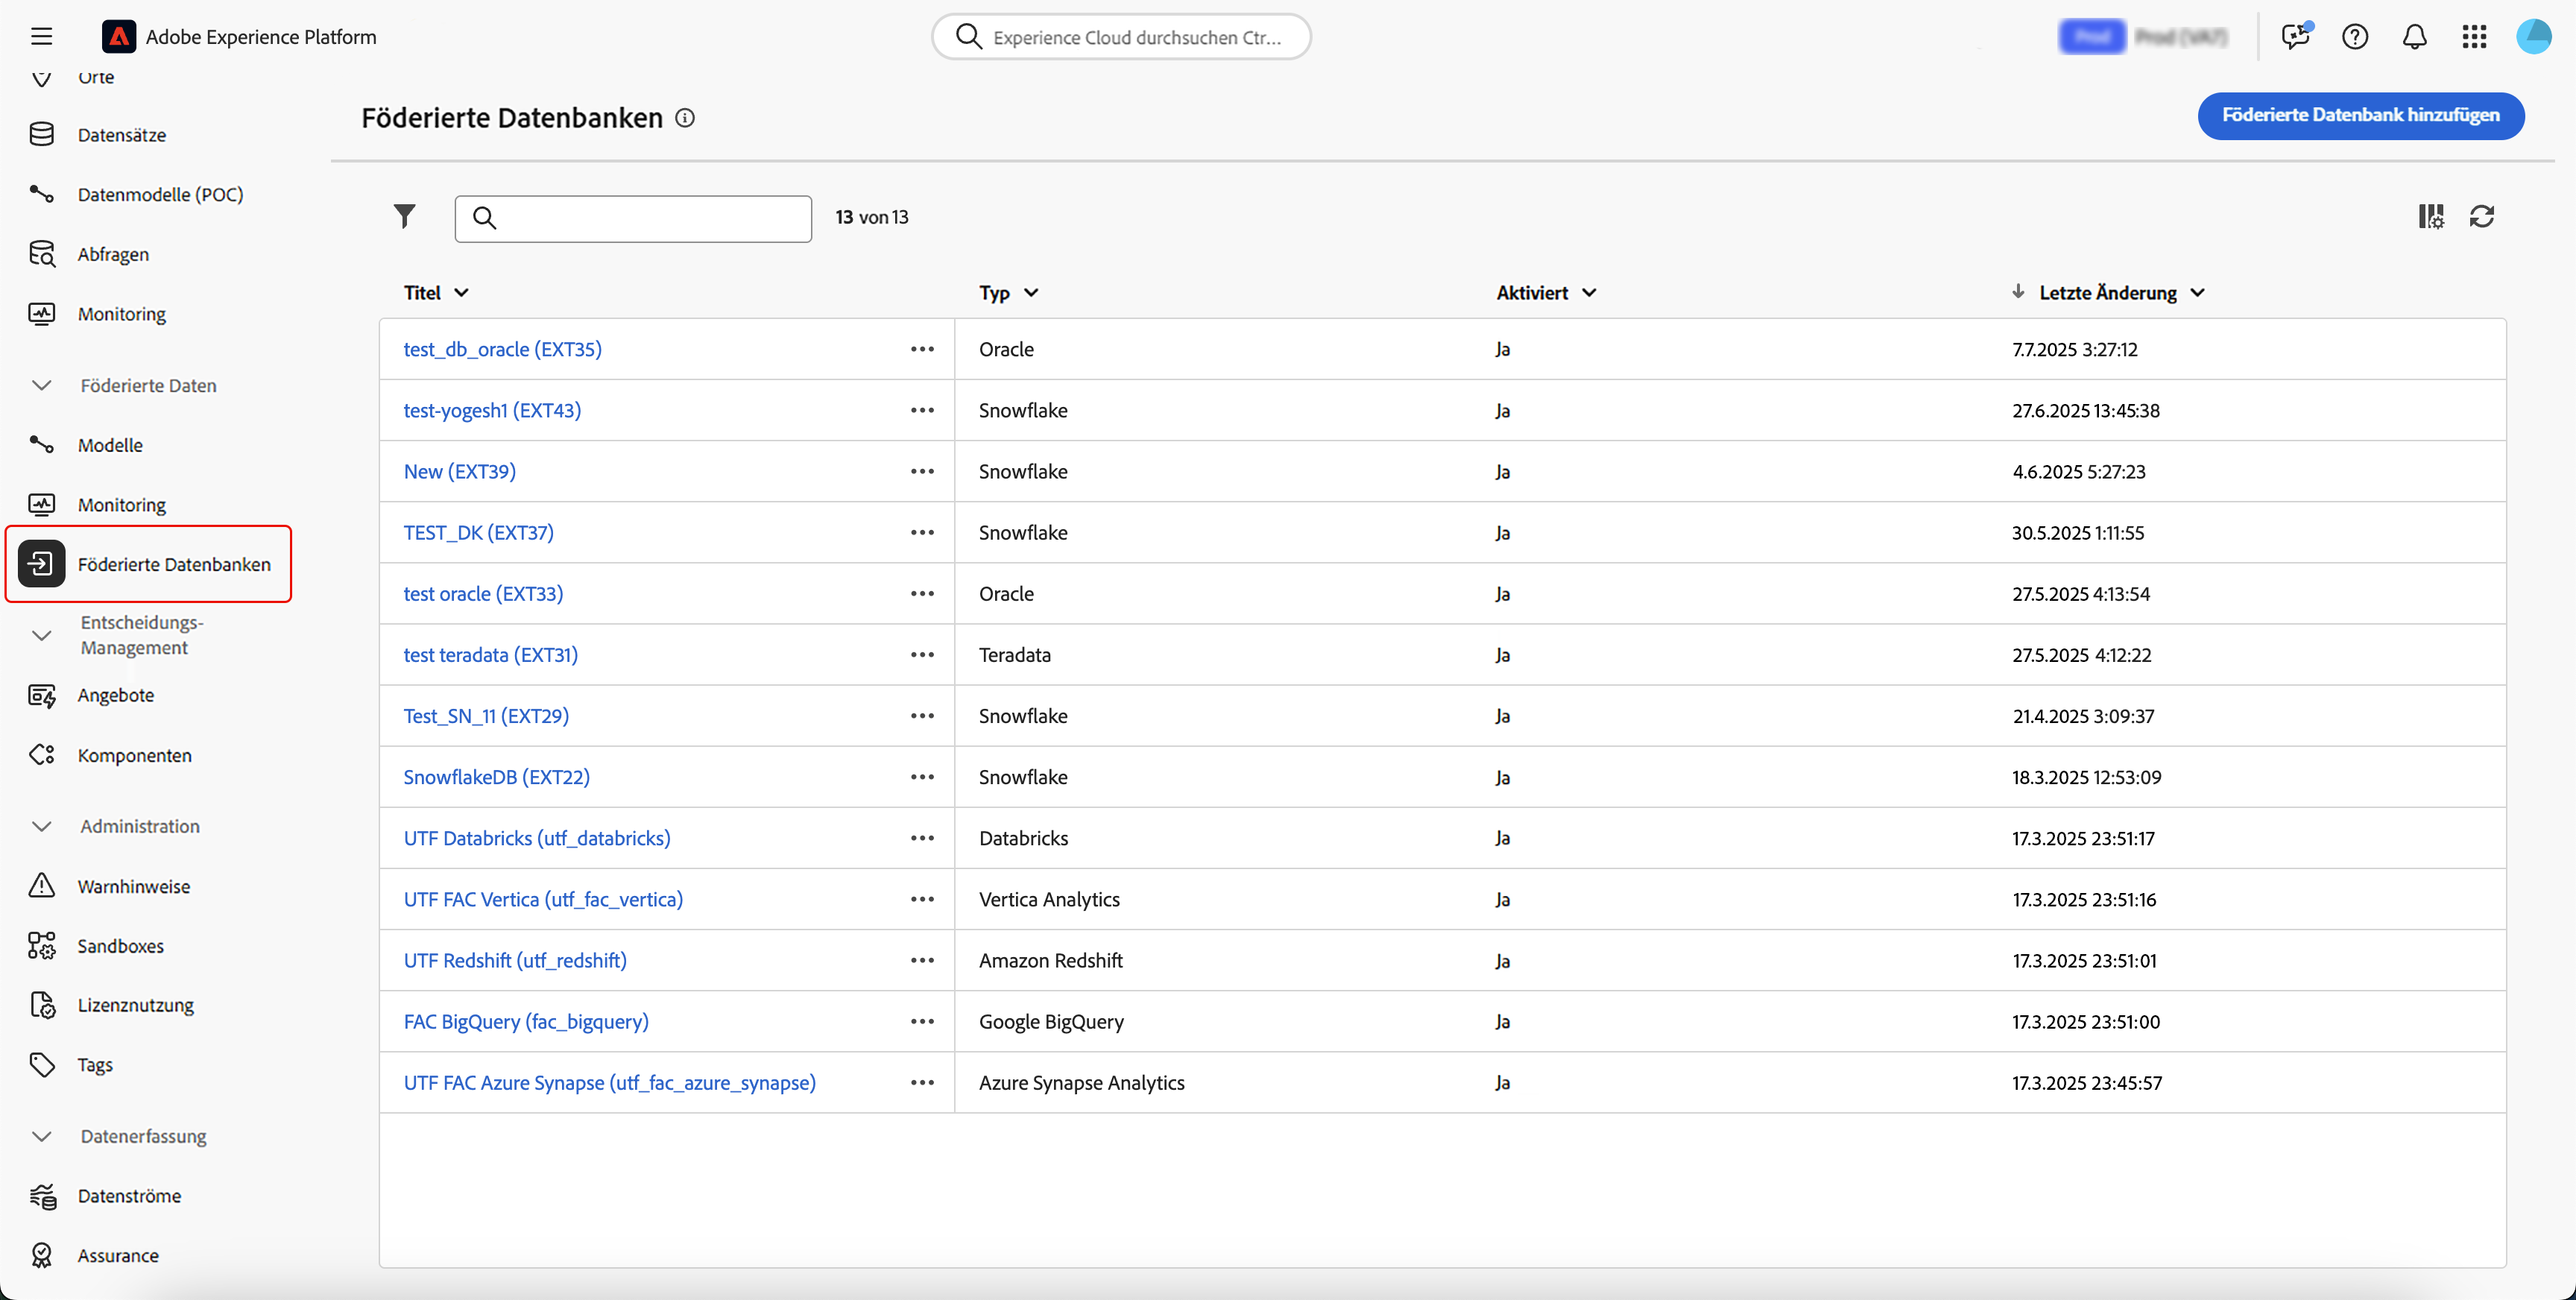 Adobe Experience Platform
Experience Cloud durchsuchen Ctr...
Prod
Prod (VA7)
Orte
Datensätze
Datenmodelle (POC)
Abfragen
Monitoring
Föderierte Daten
Modelle
Monitoring
Föderierte Datenbanken
Entscheidungs-
Management
Angebote
Komponenten
Administration
Warnhinweise
Sandboxes
Lizenznutzung
Tags
Datenerfassung
Datenströme
Assurance
Föderierte Datenbanken
Föderierte Datenbank hinzufügen
13 von 13
Titel Typ Aktiviert Letzte Änderung
test_db_oracle (EXT35) Oracle Ja 7.7.2025 3:27:12
test-yogesh1 (EXT43) Snowflake Ja 27.6.2025 13:45:38
New (EXT39) Snowflake Ja 4.6.2025 5:27:23
TEST_DK (EXT37) Snowflake Ja 30.5.2025 1:11:55
test oracle (EXT33) Oracle Ja 27.5.2025 4:13:54
test teradata (EXT31) Teradata Ja 27.5.2025 4:12:22
Test_SN_11 (EXT29) Snowflake Ja 21.4.2025 3:09:37
SnowflakeDB (EXT22) Snowflake Ja 18.3.2025 12:53:09
UTF Databricks (utf_databricks) Databricks Ja 17.3.2025 23:51:17
UTF FAC Vertica (utf_fac_vertica) Vertica Analytics Ja 17.3.2025 23:51:16
UTF Redshift (utf_redshift) Amazon Redshift Ja 17.3.2025 23:51:01
FAC BigQuery (fac_bigquery) Google BigQuery Ja 17.3.2025 23:51:00
UTF FAC Azure Synapse (utf_fac_azure_synapse) Azure Synapse Analytics Ja 17.3.2025 23:45:57